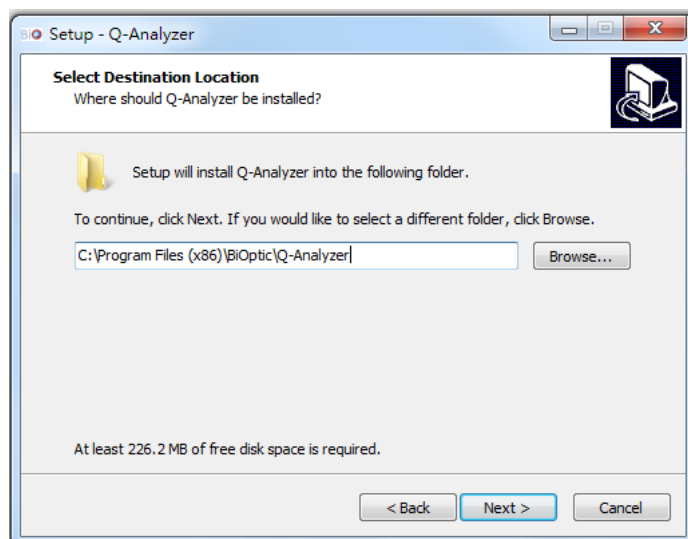 BiO Setup - Q-Analyzer
Select Destination Location
Where should Q-Analyzer be installed?
Setup will install Q-Analyzer into the following folder.
To continue, click Next. If you would like to select a different folder, click Browse.
C:\Program Files (x86)\BiOptic\Q-Analyzer
Browse...
At least 226.2 MB of free disk space is required.
< Back
Next >
Cancel